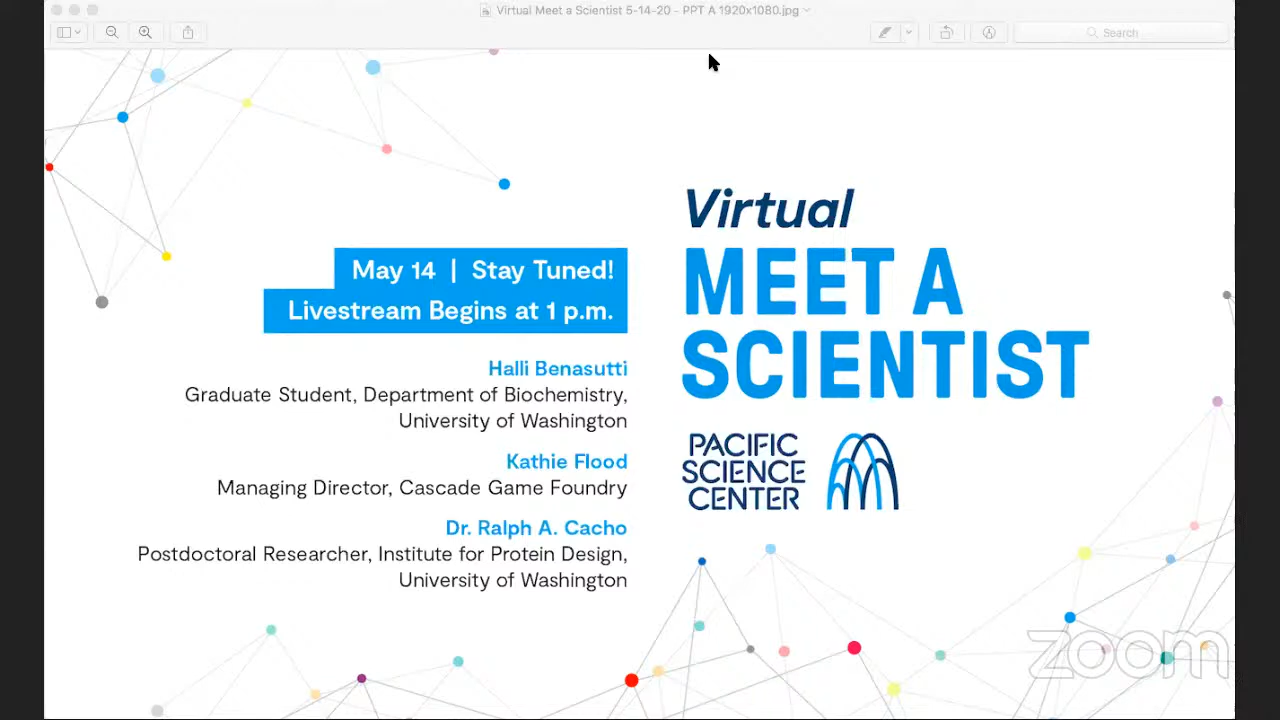 Virtual Meet a Scientist 5-14-20 - PPT A 1920x1080.jpg
Search
May 14 | Stay Tuned!
Livestream Begins at 1 p.m.
Halli Benasutti
Graduate Student, Department of Biochemistry,
University of Washington
Kathie Flood
Managing Director, Cascade Game Foundry
Dr. Ralph A. Cacho
Postdoctoral Researcher, Institute for Protein Design,
University of Washington
Virtual
MEET A
SCIENTIST
PACIFIC
SCIENCE
CENTER
zoom